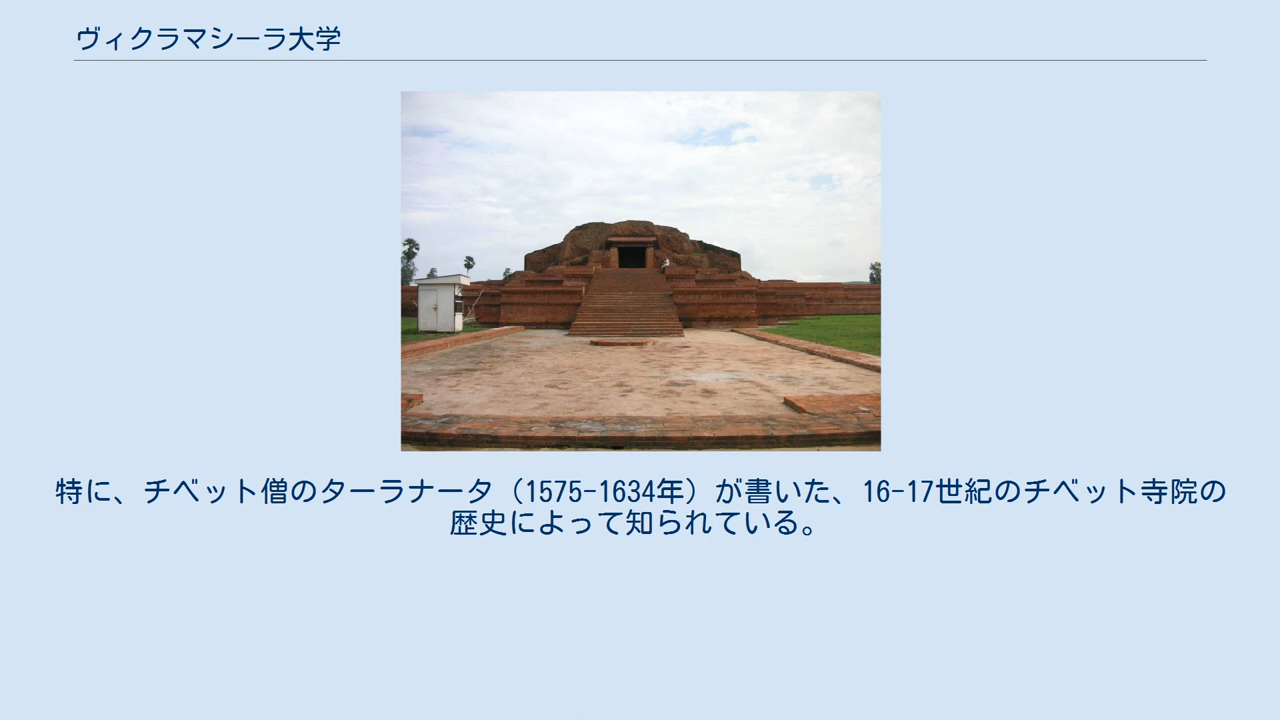 ヴィクラマシーラ大学
特に、チベット僧のターラナータ（1575-1634年）が書いた、16-17世紀のチベット寺院の
歴史によって知られている。